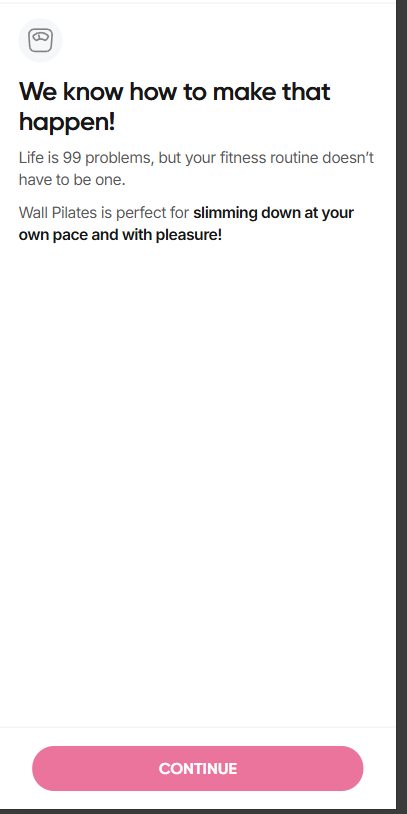 We know how to make that
happen!
Life is 99 problems, but your fitness routine doesn’t
have to be one.
Wall Pilates is perfect for slimming down at your
own pace and with pleasure!
CONTINUE